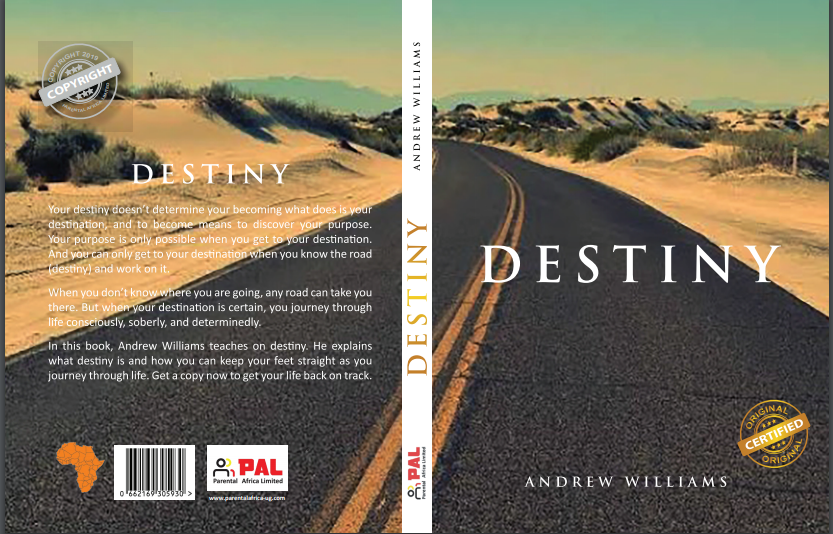 COPYRIGHT 2019
COPYRIGHT
DESTINY
Your destiny doesn't determine your becoming what does is your
destination, and to become means to discover your purpose.
Your purpose is only possible when you get to your destination.
And you can only get to your destination when you know the road
(destiny) and work on it.
When you don't know where you are going, any road can take you
there. But when your destination is certain, you journey through
life consciously, soberly, and determinedly.
In this book, Andrew Williams teaches on destiny. He explains
what destiny is and how you can keep your feet straight as you
journey through life. Get a copy now to get your life back on track.
0 662169 305930 >
PAL
Parental Africa Limited
www.parentalafrica-ug.com
ANDREW WILLIAMS
DESTINY
PAL
Parental Africa Limited
DESTINY
ORIGINAL
CERTIFIED
ORIGINAL
ANDREW WILLIAMS